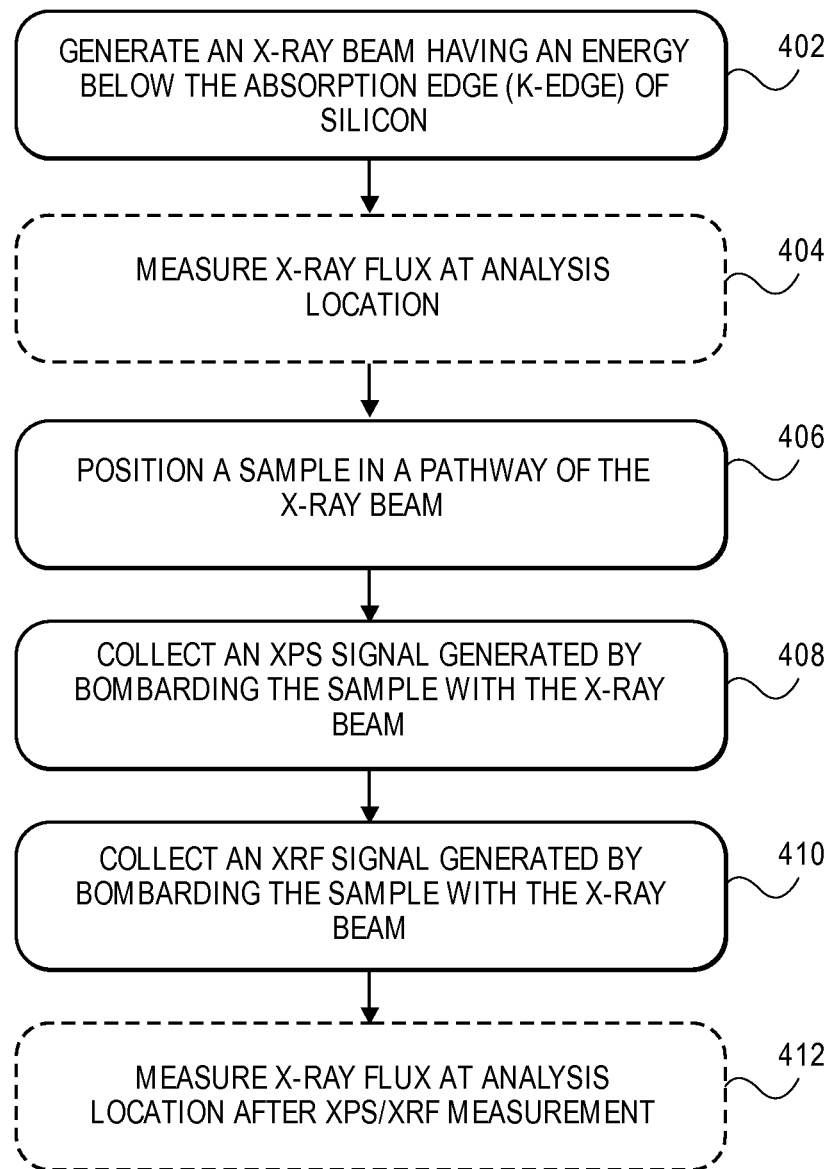 GENERATE AN X-RAY BEAM HAVING AN ENERGY
BELOW THE ABSORPTION EDGE (K-EDGE) OF
SILICON
402
MEASURE X-RAY FLUX AT ANALYSIS
LOCATION
404
POSITION A SAMPLE IN A PATHWAY OF THE
X-RAY BEAM
406
COLLECT AN XPS SIGNAL GENERATED BY
BOMBARDING THE SAMPLE WITH THE X-RAY
BEAM
408
COLLECT AN XRF SIGNAL GENERATED BY
BOMBARDING THE SAMPLE WITH THE X-RAY
BEAM
410
MEASURE X-RAY FLUX AT ANALYSIS
LOCATION AFTER XPS/XRF MEASUREMENT
412